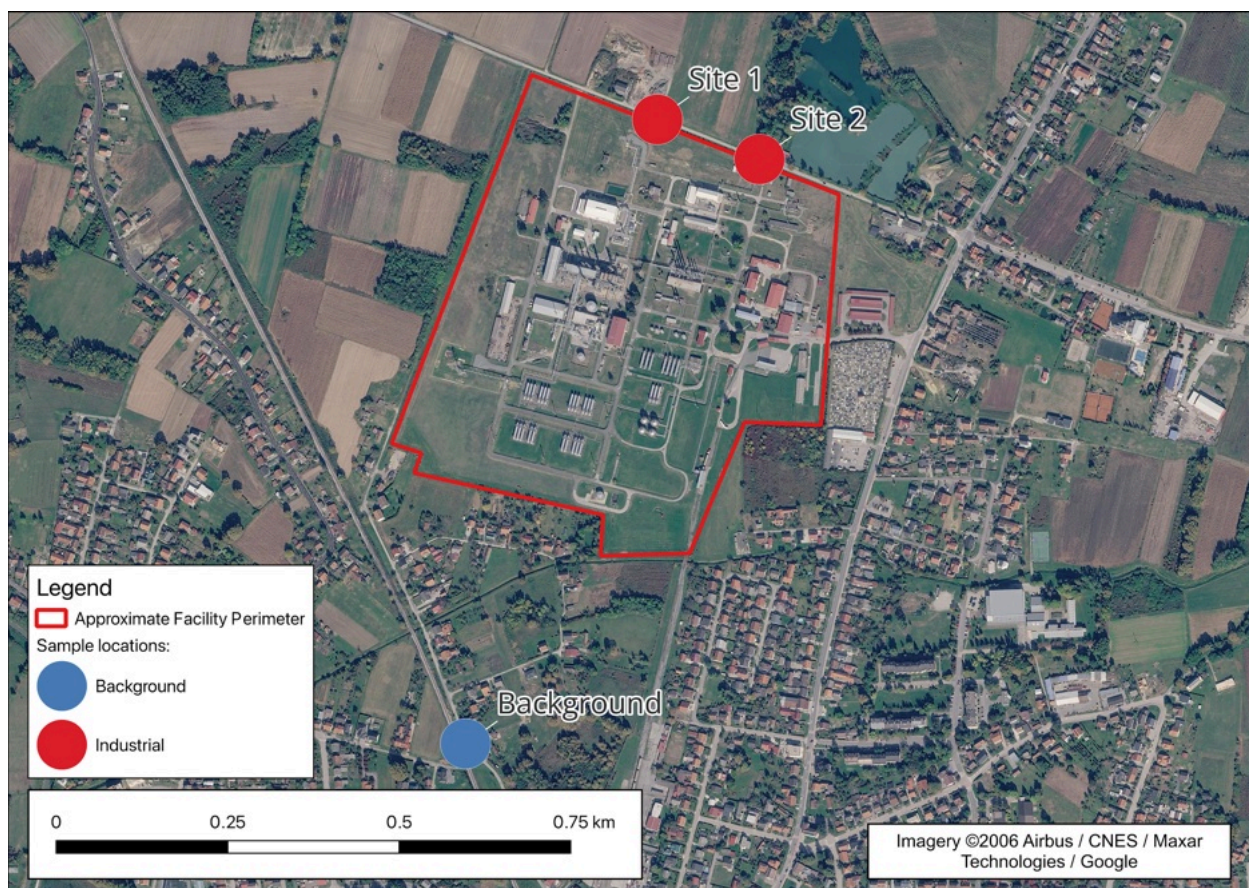 Site 1
Site 2
Background
Legend
Approximate Facility Perimeter
Sample locations:
Background
Industrial
0 0.25 0.5 0.75 km
Imagery ©2006 Airbus / CNES / Maxar
Technologies / Google